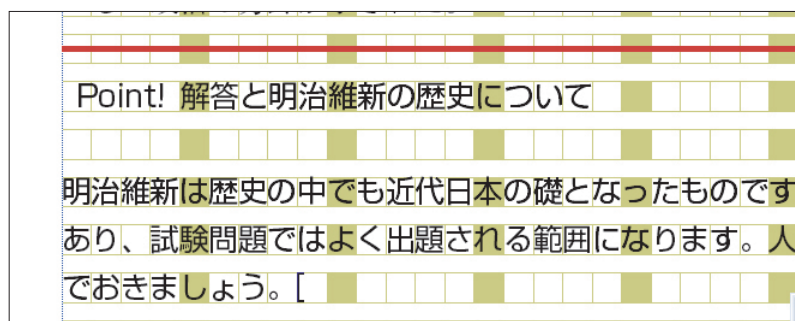 Point! 解答と明治維新の歴史について
明治維新は歴史の中でも近代日本の礎となったものです
あり、試験問題ではよく出題される範囲になります。人
でおきましょう。[